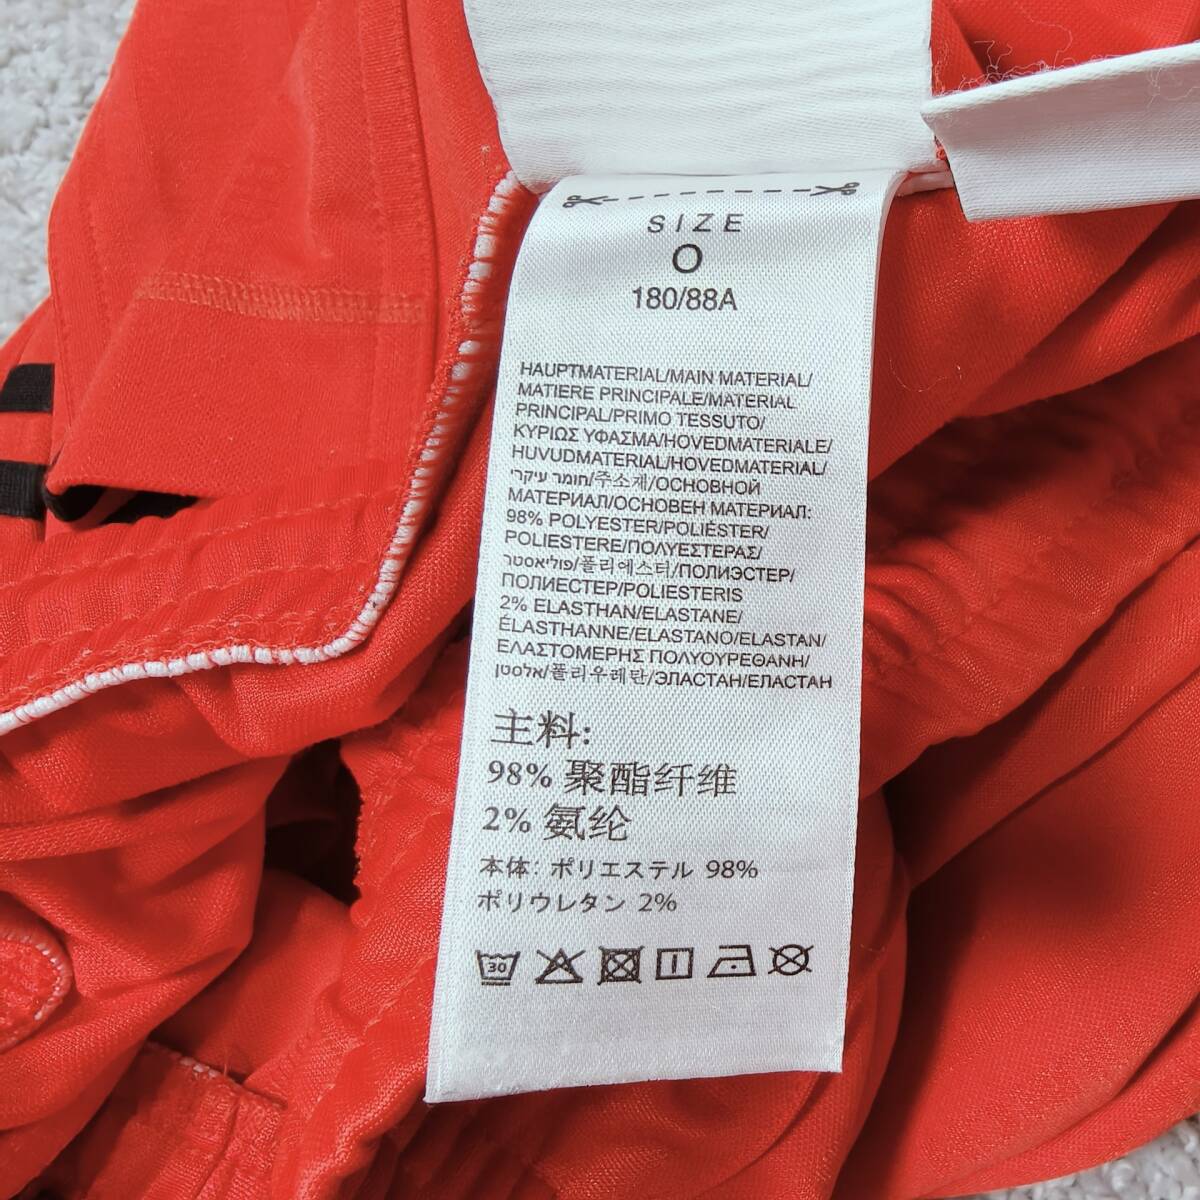 SIZE
O
180/88A
HAUPTMATERIAL/MAIN MATERIAL/
MATIERE PRINCIPALE/MATERIAL
PRINCIPAL/PRIMO TESSUTO/
ΚΥΡΙΩΣ ΥΦΑΣΜΑ/HOVEDMATERIALE/
HUVUDMATERIAL/HOVEDMATERIAL/
חומר עיקרי/주소재/ОСНОВНОЙ
МАТЕРИАЛ/ОСНОВЕН МАТЕРИАЛ:
98% POLYESTER/POLIÉSTER/
POLIESTERE/ΠΟΛΥΕΣΤΕΡΑΣ/
פוליאסטר/폴리에스터/ПОЛИЭСТЕР/
ПОЛИЕСТЕР/POLIESTERIS
2% ELASTHAN/ELASTANE/
ÉLASTHANNE/ELASTANO/ELASTAN/
ΕΛΑΣΤΟΜΕΡΗΣ ΠΟΛΥΟΥΡΕΘΑΝΗ/
אלסטן/폴리우레탄/ЭЛАСТАН/ЕЛАСТАН
主料:
98% 聚酯纤维
2% 氨纶
本体: ポリエステル 98%
ポリウレタン 2%
30